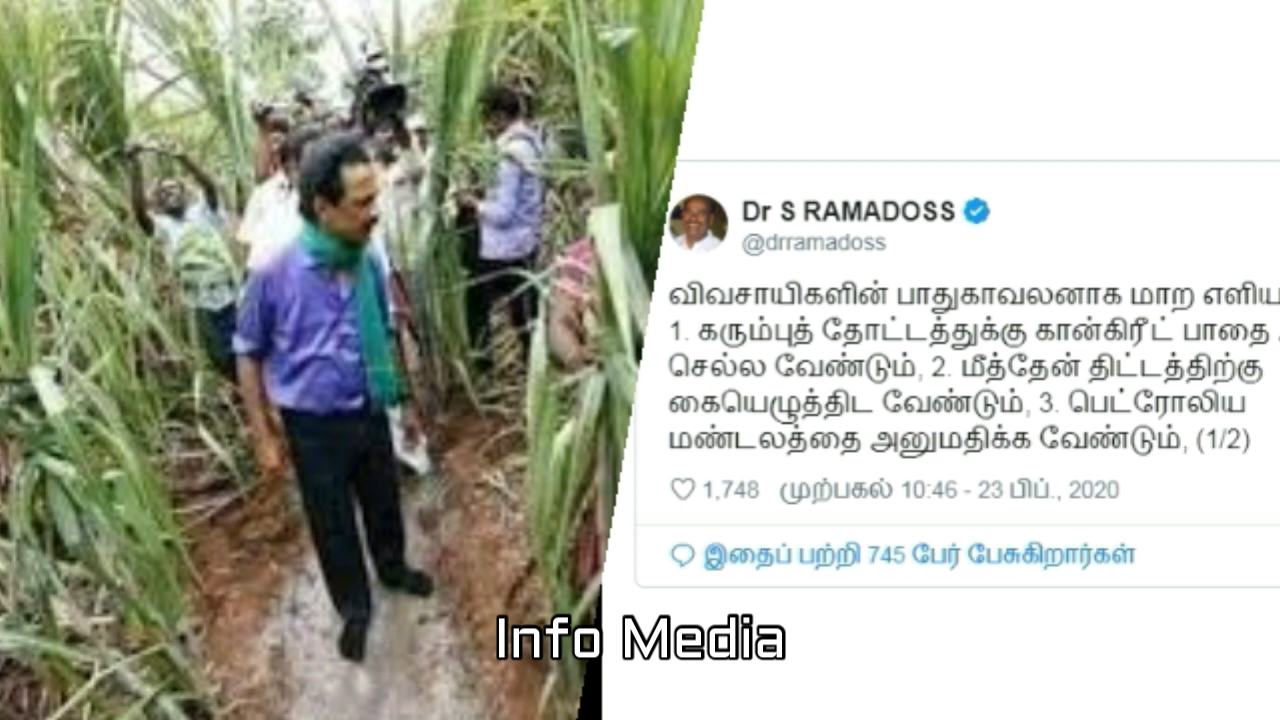 Dr S RAMADOSS
@drramadoss
விவசாயிகளின் பாதுகாவலனாக மாற எளிய
1. கரும்புத் தோட்டத்துக்கு கான்கிரீட் பாதை
செல்ல வேண்டும், 2. மீத்தேன் திட்டத்திற்கு
கையெழுத்திட வேண்டும், 3. பெட்ரோலிய
மண்டலத்தை அனுமதிக்க வேண்டும், (1/2)
1,748 முற்பகல் 10:46 - 23 பிப்., 2020
இதைப் பற்றி 745 பேர் பேசுகிறார்கள்
Info Media